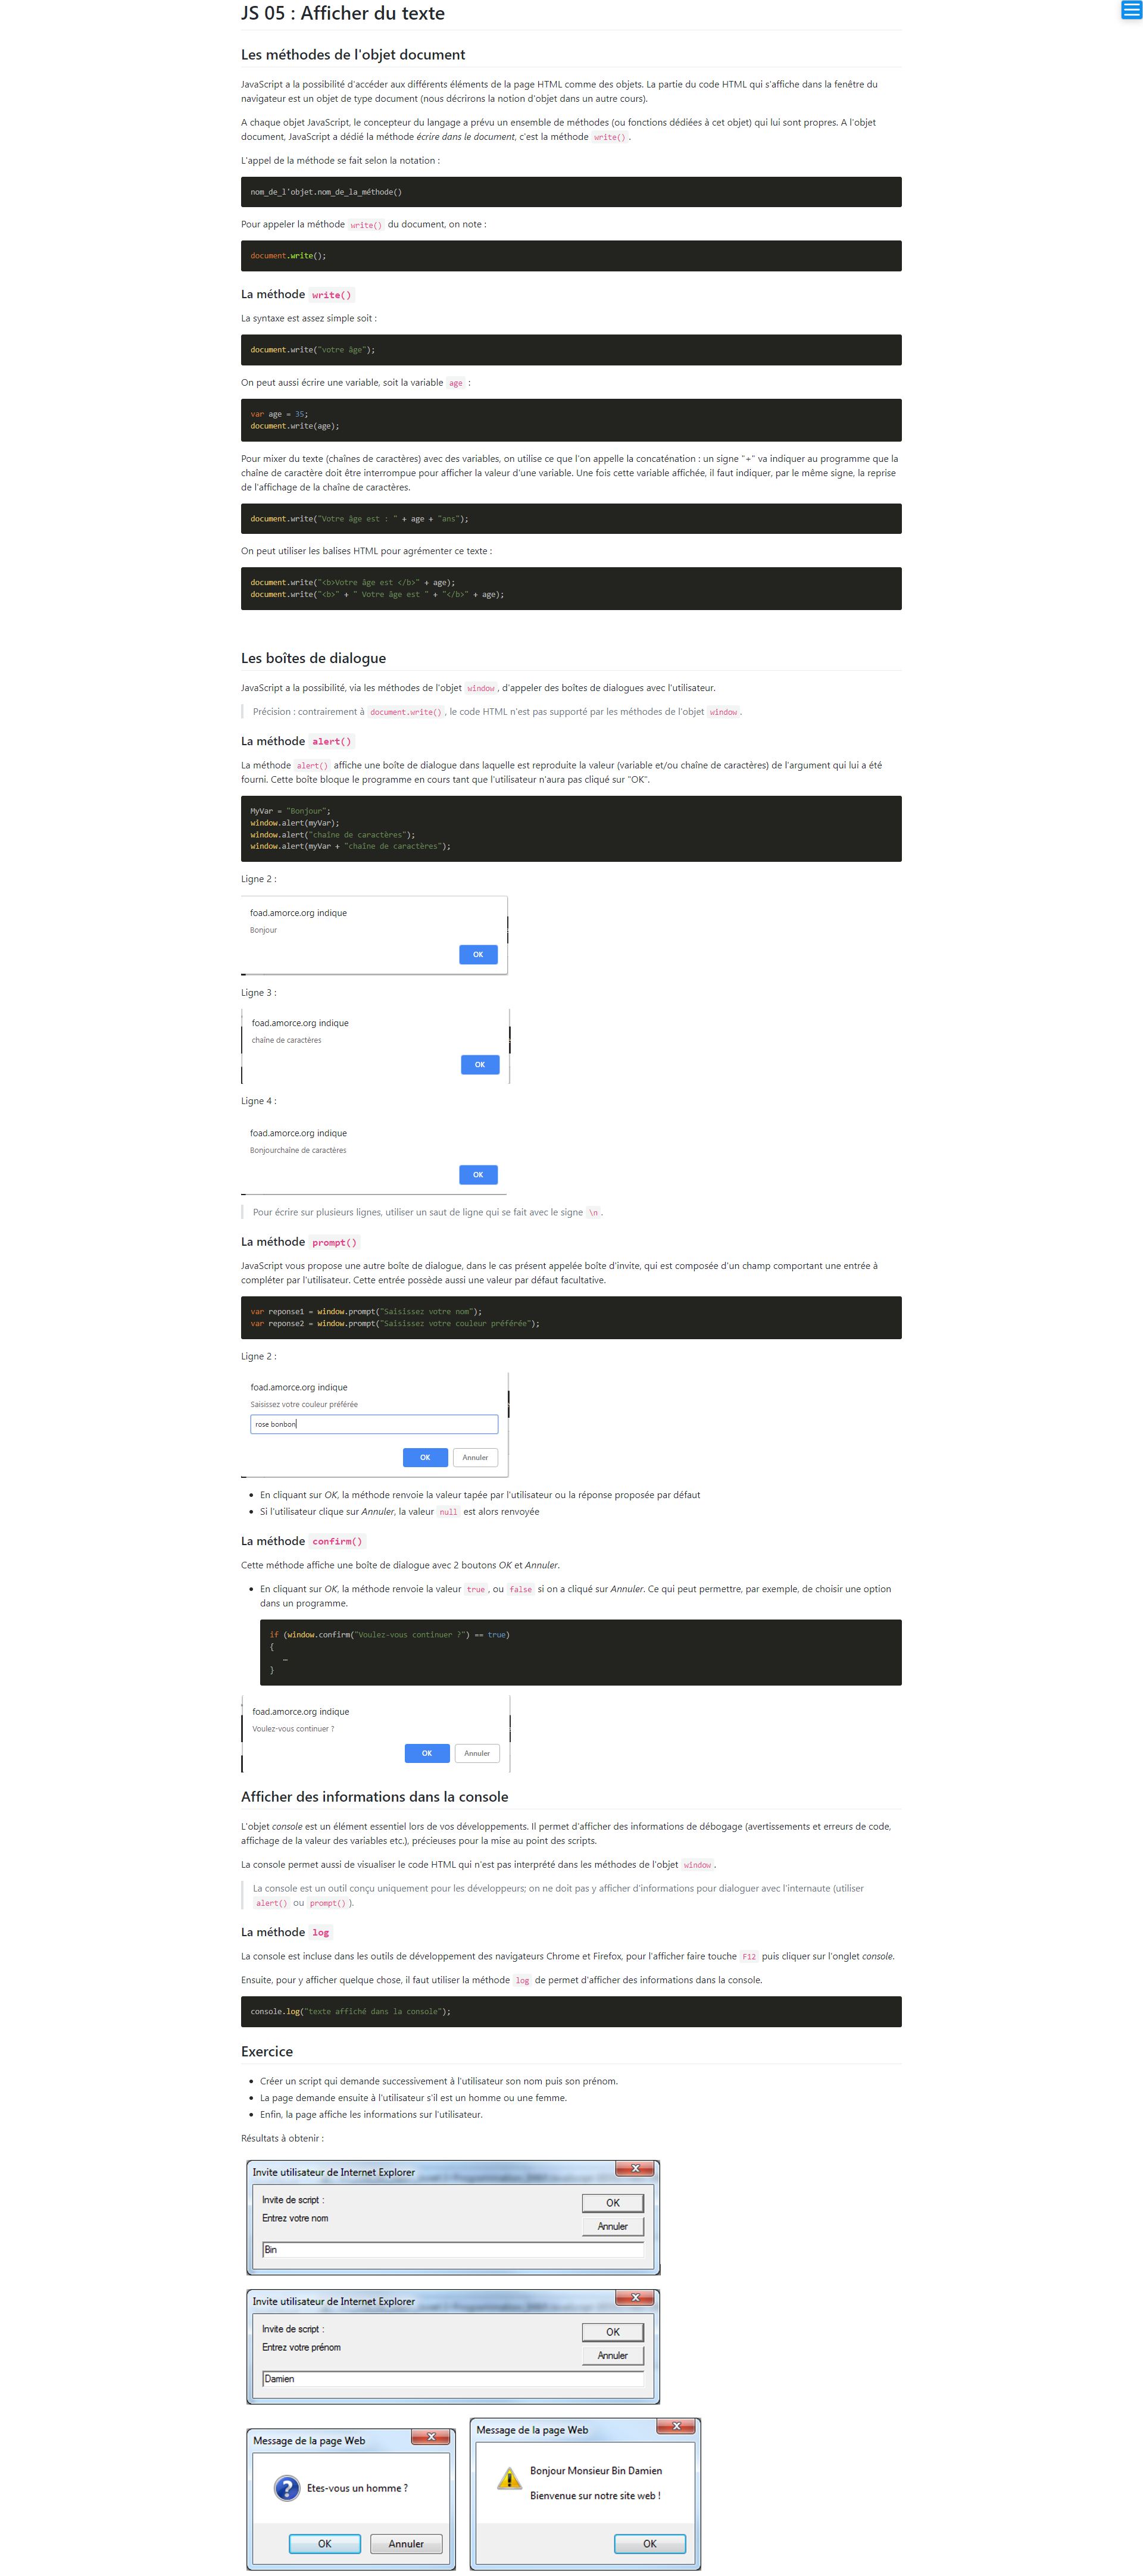 JS 05 : Afficher du texte
Les méthodes de l'objet document
JavaScript a la possibilité d'accéder aux différents éléments de la page HTML comme des objets. La partie du code HTML qui s'affiche dans la fenêtre du
navigateur est un objet de type document (nous décrirons la notion d'objet dans un autre cours).
A chaque objet JavaScript, le concepteur du langage a prévu un ensemble de méthodes (ou fonctions dédiées à cet objet) qui lui sont propres. A l'objet
document, JavaScript a dédié la méthode écrire dans le document, c'est la méthode write().
L'appel de la méthode se fait selon la notation :
nom_de_l'objet.nom_de_la_méthode()
Pour appeler la méthode write() du document, on note :
document.write();
La méthode write()
La syntaxe est assez simple soit :
document.write("votre âge");
On peut aussi écrire une variable, soit la variable age :
var age = 35;
document.write(age);
Pour mixer du texte (chaînes de caractères) avec des variables, on utilise ce que l'on appelle la concaténation : un signe "+" va indiquer au programme que la
chaîne de caractère doit être interrompue pour afficher la valeur d'une variable. Une fois cette variable affichée, il faut indiquer, par le même signe, la reprise
de l'affichage de la chaîne de caractères.
document.write("Votre âge est : " + age + "ans");
On peut utiliser les balises HTML pour agrémenter ce texte :
document.write("<b>Votre âge est </b>" + age);
document.write("<b>" + " Votre âge est " + "</b>" + age);
Les boîtes de dialogue
JavaScript a la possibilité, via les méthodes de l'objet window, d'appeler des boîtes de dialogues avec l'utilisateur.
Précision : contrairement à document.write(), le code HTML n'est pas supporté par les méthodes de l'objet window.
La méthode alert()
La méthode alert() affiche une boîte de dialogue dans laquelle est reproduite la valeur (variable et/ou chaîne de caractères) de l'argument qui lui a été
fourni. Cette boîte bloque le programme en cours tant que l'utilisateur n'aura pas cliqué sur "OK".
MyVar = "Bonjour";
window.alert(myVar);
window.alert("chaîne de caractères");
window.alert(myVar + "chaîne de caractères");
Ligne 2 :
foad.amorce.org indique
Bonjour
OK
Ligne 3 :
foad.amorce.org indique
chaîne de caractères
OK
Ligne 4 :
foad.amorce.org indique
Bonjourchaîne de caractères
OK
Pour écrire sur plusieurs lignes, utiliser un saut de ligne qui se fait avec le signe \n.
La méthode prompt()
JavaScript vous propose une autre boîte de dialogue, dans le cas présent appelée boîte d'invite, qui est composée d'un champ comportant une entrée à
compléter par l'utilisateur. Cette entrée possède aussi une valeur par défaut facultative.
var reponse1 = window.prompt("Saisissez votre nom");
var reponse2 = window.prompt("Saisissez votre couleur préférée");
Ligne 2 :
foad.amorce.org indique
Saisissez votre couleur préférée
rose bonbon
OK Annuler
• En cliquant sur OK, la méthode renvoie la valeur tapée par l'utilisateur ou la réponse proposée par défaut
• Si l'utilisateur clique sur Annuler, la valeur null est alors renvoyée
La méthode confirm()
Cette méthode affiche une boîte de dialogue avec 2 boutons OK et Annuler.
• En cliquant sur OK, la méthode renvoie la valeur true, ou false si on a cliqué sur Annuler. Ce qui peut permettre, par exemple, de choisir une option
dans un programme.
if (window.confirm("Voulez-vous continuer ?") == true)
{
…
}
foad.amorce.org indique
Voulez-vous continuer ?
OK Annuler
Afficher des informations dans la console
L'objet console est un élément essentiel lors de vos développements. Il permet d'afficher des informations de débogage (avertissements et erreurs de code,
affichage de la valeur des variables etc.), précieuses pour la mise au point des scripts.
La console permet aussi de visualiser le code HTML qui n'est pas interprété dans les méthodes de l'objet window.
La console est un outil conçu uniquement pour les développeurs; on ne doit pas y afficher d'informations pour dialoguer avec l'internaute (utiliser
alert() ou prompt()).
La méthode log
La console est incluse dans les outils de développement des navigateurs Chrome et Firefox, pour l'afficher faire touche F12 puis cliquer sur l'onglet console.
Ensuite, pour y afficher quelque chose, il faut utiliser la méthode log de permet d'afficher des informations dans la console.
console.log("texte affiché dans la console");
Exercice
• Créer un script qui demande successivement à l'utilisateur son nom puis son prénom.
• La page demande ensuite à l'utilisateur s'il est un homme ou une femme.
• Enfin, la page affiche les informations sur l'utilisateur.
Résultats à obtenir :
Invite utilisateur de Internet Explorer
Invite de script :
OK
Entrez votre nom
Annuler
Bin
Invite utilisateur de Internet Explorer
Invite de script :
OK
Entrez votre prénom
Annuler
Damien
Message de la page Web
Etes-vous un homme ?
OK Annuler
Message de la page Web
Bonjour Monsieur Bin Damien
Bienvenue sur notre site web !
OK